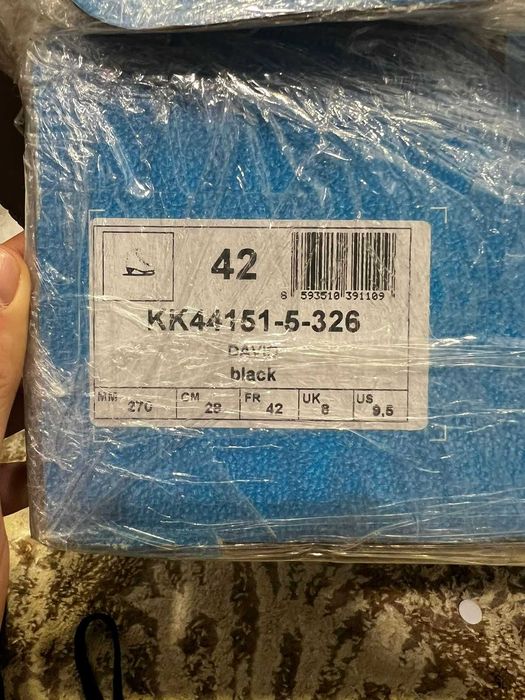 42
8 593510 391109
KK44151-5-326
DAVID
black
MM 270 CM 28 FR 42 UK 8 US 9,5